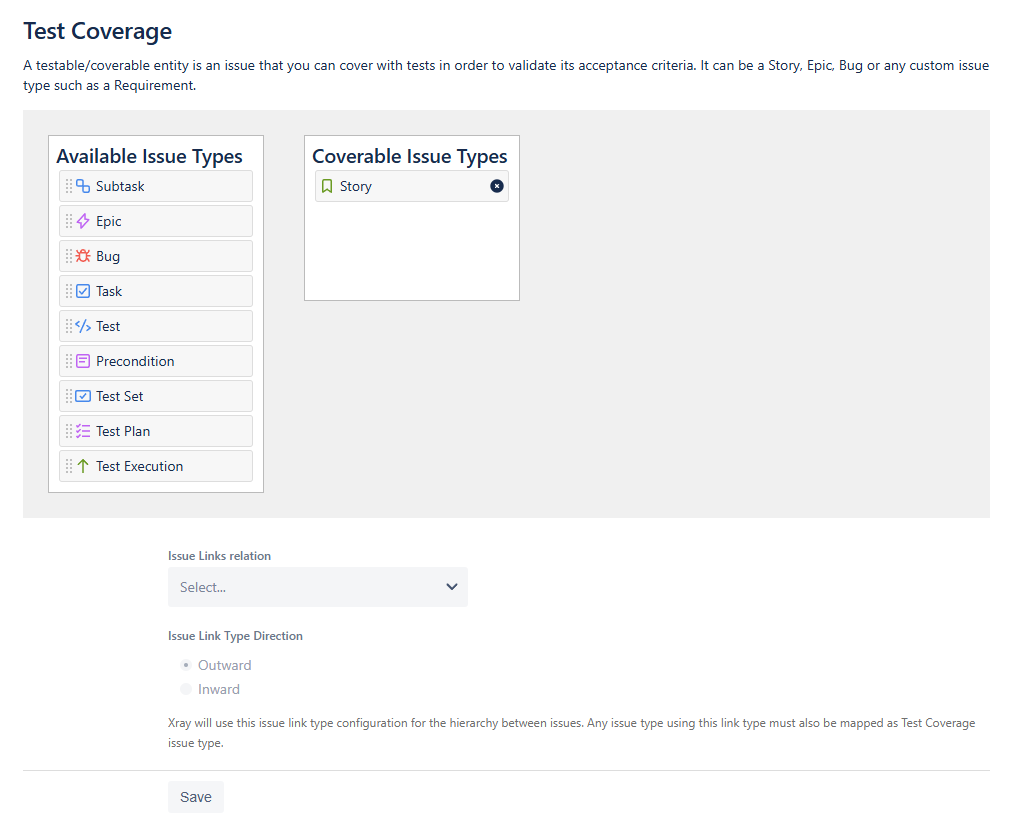 Test Coverage
A testable/coverable entity is an issue that you can cover with tests in order to validate its acceptance criteria. It can be a Story, Epic, Bug or any custom issue
type such as a Requirement.
Available Issue Types
Subtask
Epic
Bug
Task
Test
Precondition
Test Set
Test Plan
Test Execution
Coverable Issue Types
Story
Issue Links relation
Select...
Issue Link Type Direction
Outward
Inward
Xray will use this issue link type configuration for the hierarchy between issues. Any issue type using this link type must also be mapped as Test Coverage
issue type.
Save